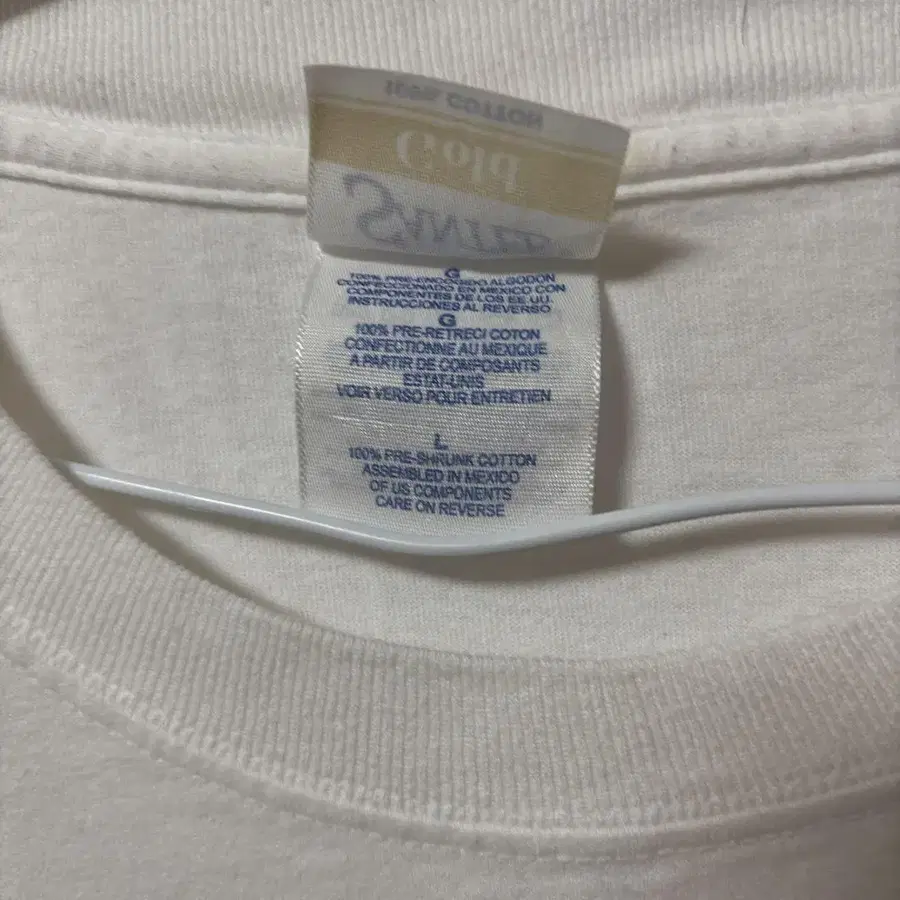 100% COTTON
Gold
SANTEE
G
100% PRE-ENCOGIDO ALGODON
CONFECCIONADO EN MEXICO CON
COMPONENTES DE LOS EE. UU.
INSTRUCCIONES AL REVERSO
G
100% PRE-RETRECI COTON
CONFECTIONNE AU MEXIQUE
A PARTIR DE COMPOSANTS
ESTAT-UNIS
VOIR VERSO POUR ENTRETIEN
L
100% PRE-SHRUNK COTTON
ASSEMBLED IN MEXICO
OF US COMPONENTS
CARE ON REVERSE